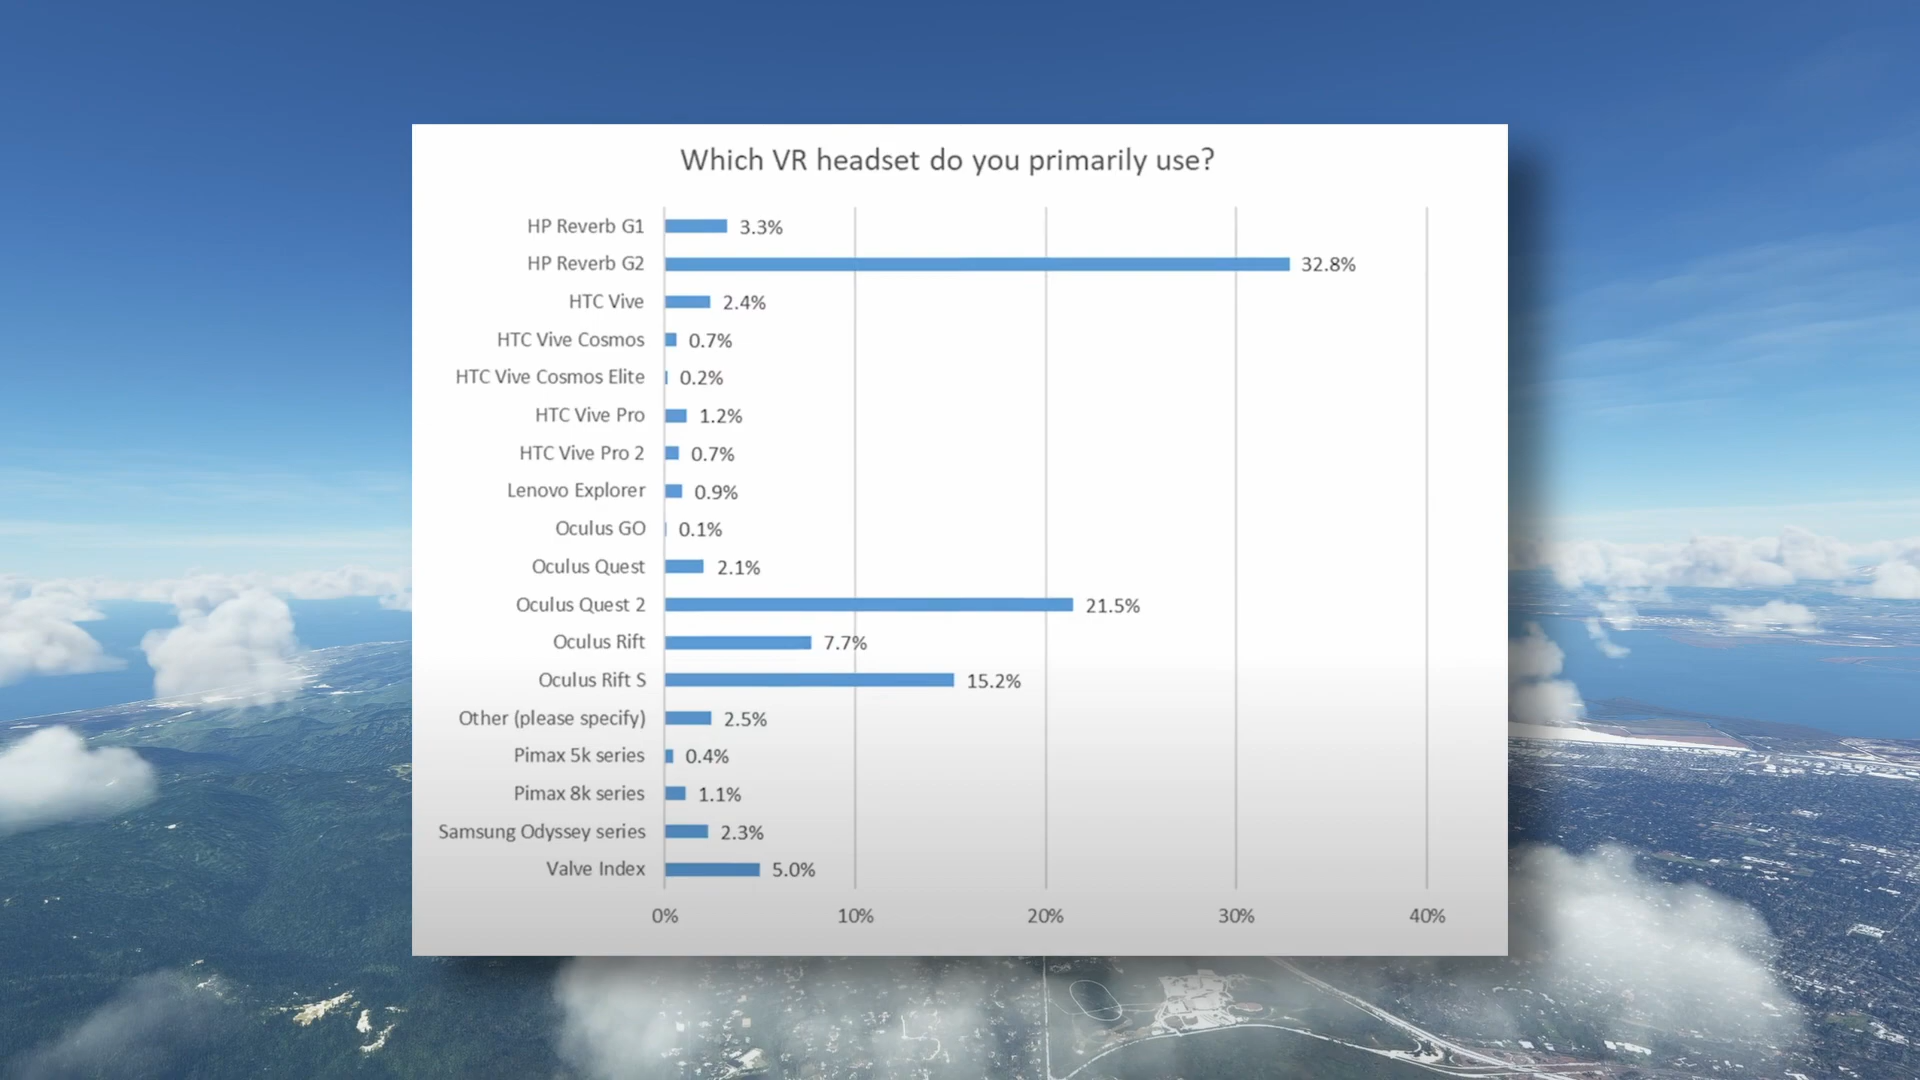 Which VR headset do you primarily use?
HP Reverb G1 3.3%
HP Reverb G2 32.8%
HTC Vive 2.4%
HTC Vive Cosmos 0.7%
HTC Vive Cosmos Elite 0.2%
HTC Vive Pro 1.2%
HTC Vive Pro 2 0.7%
Lenovo Explorer 0.9%
Oculus GO 0.1%
Oculus Quest 2.1%
Oculus Quest 2 21.5%
Oculus Rift 7.7%
Oculus Rift S 15.2%
Other (please specify) 2.5%
Pimax 5k series 0.4%
Pimax 8k series 1.1%
Samsung Odyssey series 2.3%
Valve Index 5.0%
0% 10% 20% 30% 40%